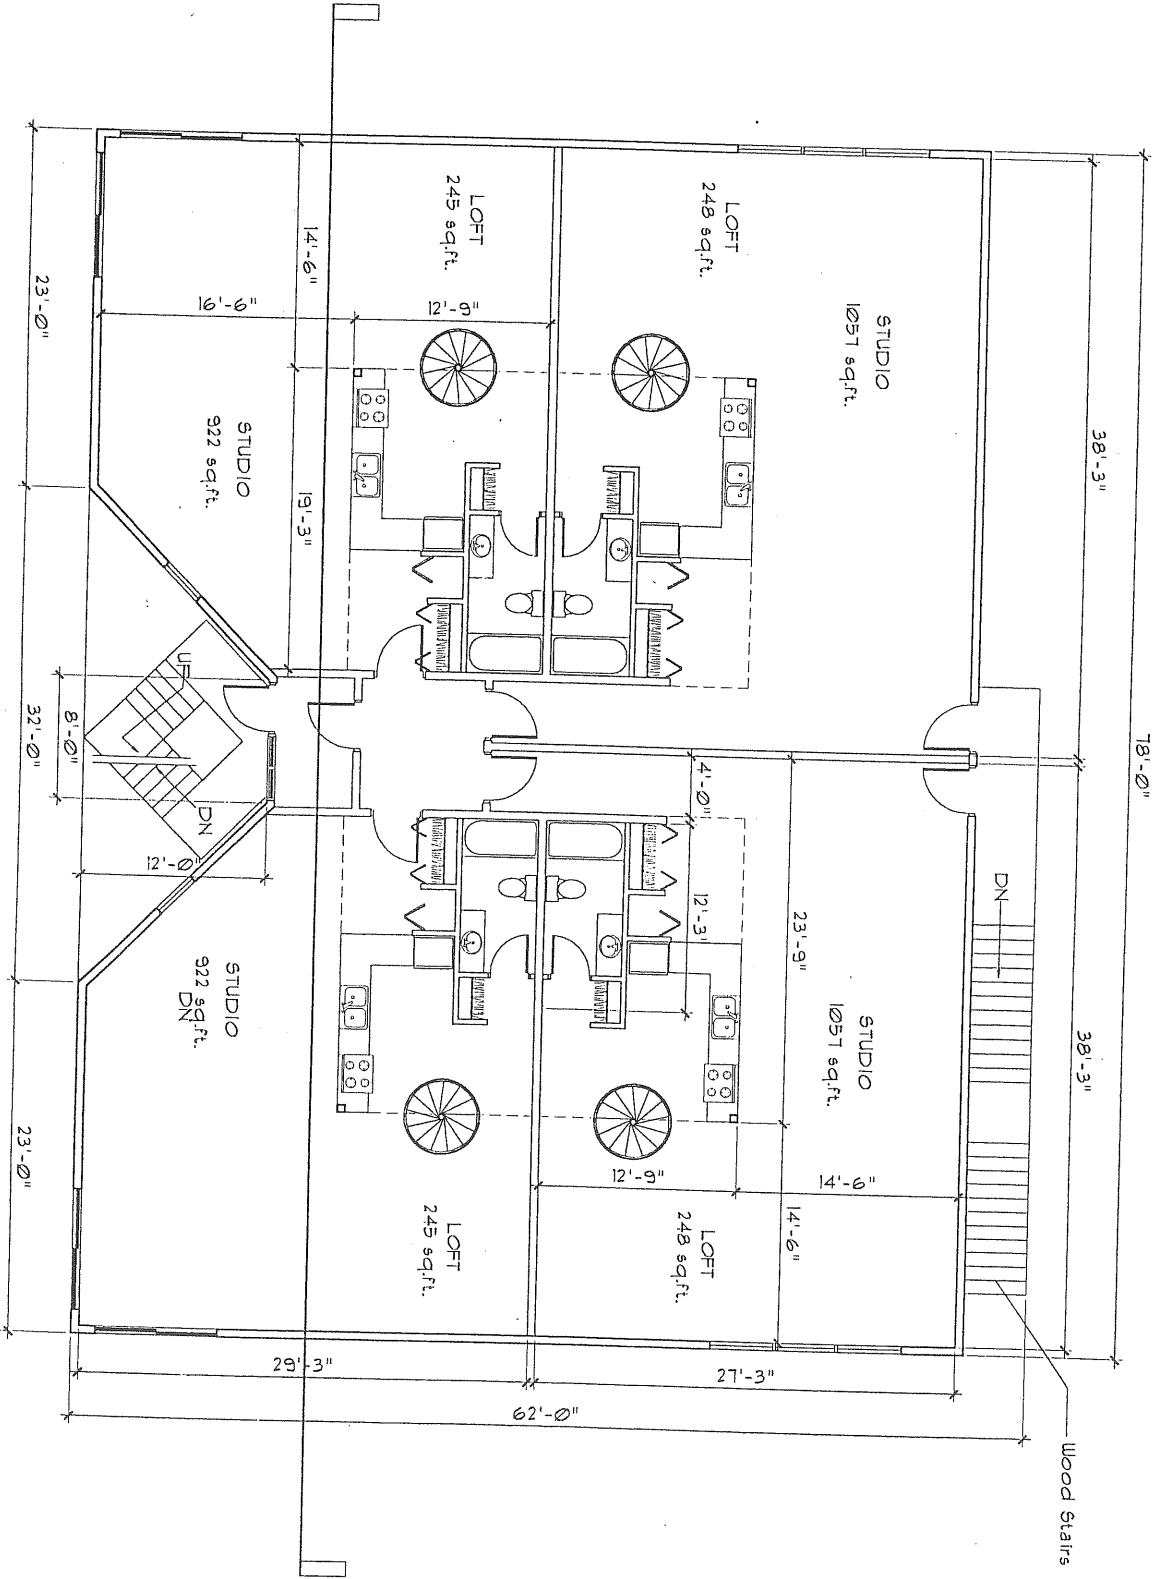 78'-0"
38'-3"
38'-3"
Wood Stairs
DN
STUDIO
1057 sq.ft.
STUDIO
1057 sq.ft.
LOFT
248 sq.ft.
LOFT
248 sq.ft.
4'-0"
12'-3"
23'-9"
14'-6"
12'-9"
14'-6"
27'-3"
LOFT
245 sq.ft.
LOFT
245 sq.ft.
12'-9"
16'-6"
14'-6"
19'-3"
STUDIO
922 sq.ft.
STUDIO
922 sq.ft.
DN
UP
DN
8'-0"
12'-0"
23'-0"
32'-0"
23'-0"
29'-3"
62'-0"